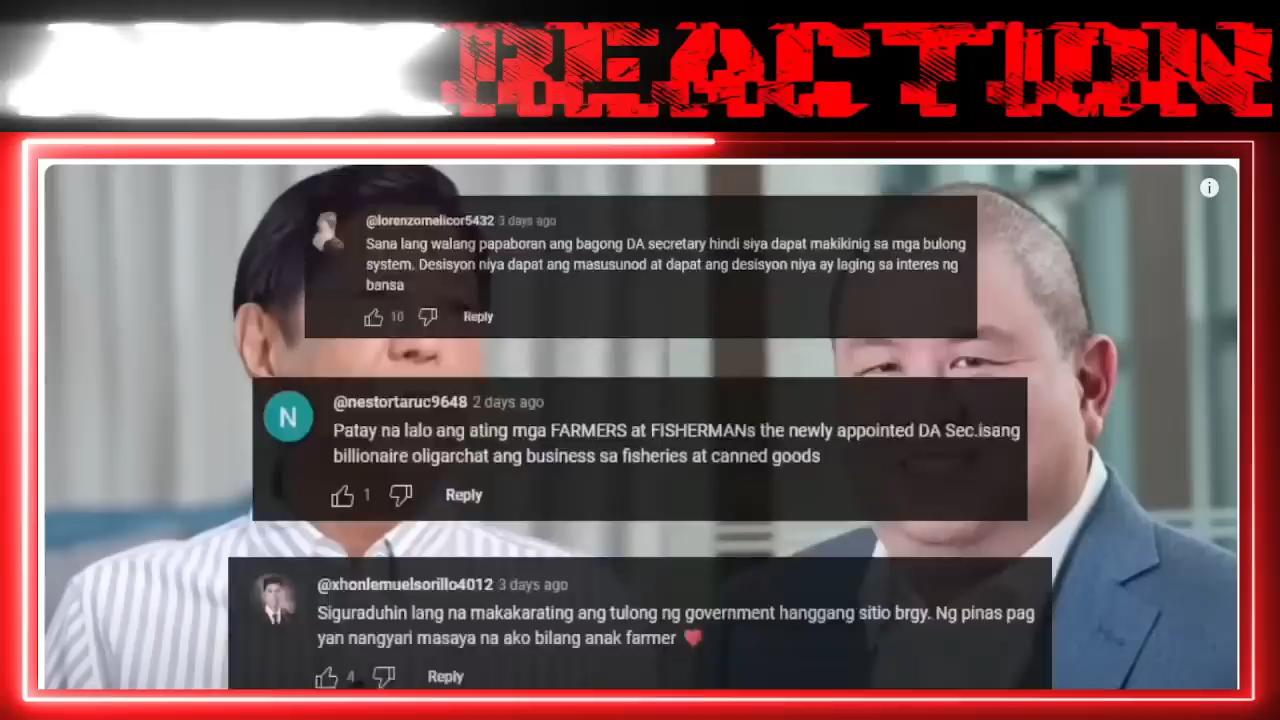 REACTION
@lorenzomelicor5432 3 days ago
Sana lang walang papaboran ang bagong DA secretary hindi siya dapat makikinig sa mga bulong
system. Desisyon niya dapat ang masusunod at dapat ang desisyon niya ay laging sa interes ng
bansa
10 Reply
N
@nestortaruc9648 2 days ago
Patay na lalo ang ating mga FARMERS at FISHERMANs the newly appointed DA Sec.isang
billionaire oligarchat ang business sa fisheries at canned goods
1 Reply
@xhonlemuelsorillo4012 3 days ago
Siguraduhin lang na makakarating ang tulong ng government hanggang sitio brgy. Ng pinas pag
yan nangyari masaya na ako bilang anak farmer ♥
4 Reply